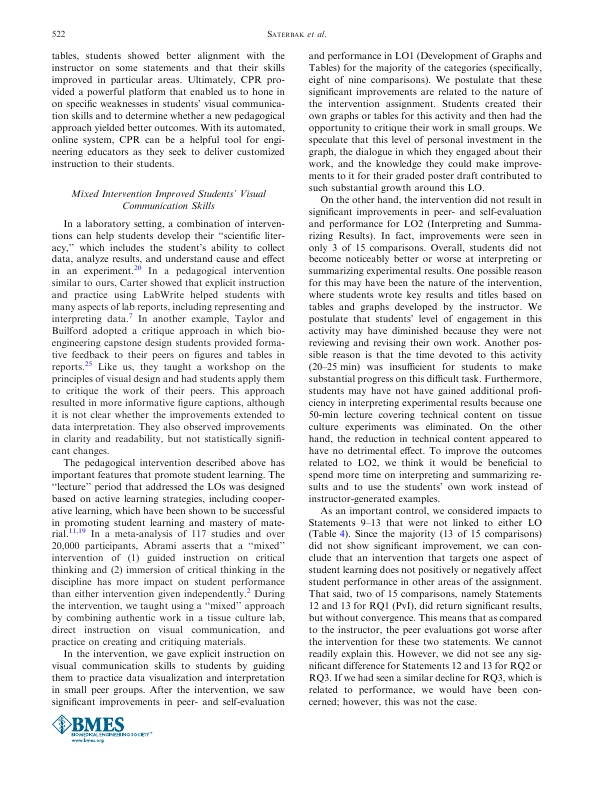 522
SATERBAK et al.
tables, students showed better alignment with the
instructor on some statements and that their skills
improved in particular areas. Ultimately, CPR pro-
vided a powerful platform that enabled us to hone in
on specific weaknesses in students' visual communica-
tion skills and to determine whether a new pedagogical
approach yielded better outcomes. With its automated,
online system, CPR can be a helpful tool for engi-
neering educators as they seek to deliver customized
instruction to their students.
Mixed Intervention Improved Students' Visual
Communication Skills
In a laboratory setting, a combination of interven-
tions can help students develop their "scientific liter-
acy," which includes the student's ability to collect
data, analyze results, and understand cause and effect
in an experiment.20 In a pedagogical intervention
similar to ours, Carter showed that explicit instruction
and practice using LabWrite helped students with
many aspects of lab reports, including representing and
interpreting data.7 In another example, Taylor and
Builford adopted a critique approach in which bio-
engineering capstone design students provided forma-
tive feedback to their peers on figures and tables in
reports.25 Like us, they taught a workshop on the
principles of visual design and had students apply them
to critique the work of their peers. This approach
resulted in more informative figure captions, although
it is not clear whether the improvements extended to
data interpretation. They also observed improvements
in clarity and readability, but not statistically signifi-
cant changes.
The pedagogical intervention described above has
important features that promote student learning. The
"lecture" period that addressed the LOs was designed
based on active learning strategies, including cooper-
ative learning, which have been shown to be successful
in promoting student learning and mastery of mate-
rial.11,19 In a meta-analysis of 117 studies and over
20,000 participants, Abrami asserts that a "mixed"
intervention of (1) guided instruction on critical
thinking and (2) immersion of critical thinking in the
discipline has more impact on student performance
than either intervention given independently.2 During
the intervention, we taught using a "mixed" approach
by combining authentic work in a tissue culture lab,
direct instruction on visual communication, and
practice on creating and critiquing materials.
In the intervention, we gave explicit instruction on
visual communication skills to students by guiding
them to practice data visualization and interpretation
in small peer groups. After the intervention, we saw
significant improvements in peer- and self-evaluation
and performance in LO1 (Development of Graphs and
Tables) for the majority of the categories (specifically,
eight of nine comparisons). We postulate that these
significant improvements are related to the nature of
the intervention assignment. Students created their
own graphs or tables for this activity and then had the
opportunity to critique their work in small groups. We
speculate that this level of personal investment in the
graph, the dialogue in which they engaged about their
work, and the knowledge they could make improve-
ments to it for their graded poster draft contributed to
such substantial growth around this LO.
On the other hand, the intervention did not result in
significant improvements in peer- and self-evaluation
and performance for LO2 (Interpreting and Summa-
rizing Results). In fact, improvements were seen in
only 3 of 15 comparisons. Overall, students did not
become noticeably better or worse at interpreting or
summarizing experimental results. One possible reason
for this may have been the nature of the intervention,
where students wrote key results and titles based on
tables and graphs developed by the instructor. We
postulate that students' level of engagement in this
activity may have diminished because they were not
reviewing and revising their own work. Another pos-
sible reason is that the time devoted to this activity
(20–25 min) was insufficient for students to make
substantial progress on this difficult task. Furthermore,
students may have not have gained additional profi-
ciency in interpreting experimental results because one
50-min lecture covering technical content on tissue
culture experiments was eliminated. On the other
hand, the reduction in technical content appeared to
have no detrimental effect. To improve the outcomes
related to LO2, we think it would be beneficial to
spend more time on interpreting and summarizing re-
sults and to use the students' own work instead of
instructor-generated examples.
As an important control, we considered impacts to
Statements 9–13 that were not linked to either LO
(Table 4). Since the majority (13 of 15 comparisons)
did not show significant improvement, we can con-
clude that an intervention that targets one aspect of
student learning does not positively or negatively affect
student performance in other areas of the assignment.
That said, two of 15 comparisons, namely Statements
12 and 13 for RQ1 (PvI), did return significant results,
but without convergence. This means that as compared
to the instructor, the peer evaluations got worse after
the intervention for these two statements. We cannot
readily explain this. However, we did not see any sig-
nificant difference for Statements 12 and 13 for RQ2 or
RQ3. If we had seen a similar decline for RQ3, which is
related to performance, we would have been con-
cerned; however, this was not the case.
BMES
BIOMEDICAL ENGINEERING SOCIETY™
www.bmes.org